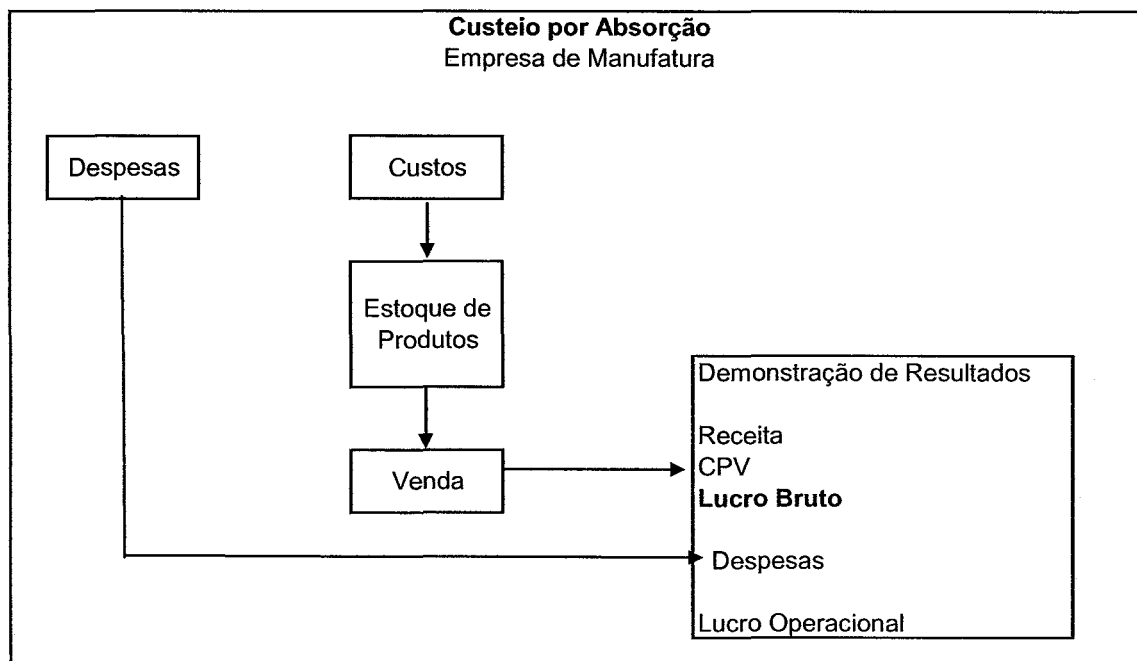 Custeio por Absorção
Empresa de Manufatura
Despesas
Custos
Estoque de
Produtos
Venda
Demonstração de Resultados
Receita
CPV
Lucro Bruto
Despesas
Lucro Operacional